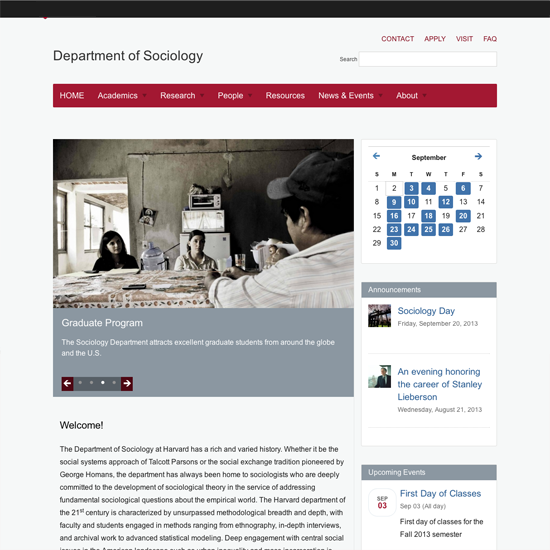 CONTACT APPLY VISIT FAQ
Department of Sociology
Search
HOME Academics Research People Resources News & Events About
September
S M T W T F S
1 2 3 4 5 6 7
8 9 10 11 12 13 14
15 16 17 18 19 20 21
22 23 24 25 26 27 28
29 30
Graduate Program
The Sociology Department attracts excellent graduate students from around the globe
and the U.S.
Announcements
Sociology Day
Friday, September 20, 2013
An evening honoring
the career of Stanley
Lieberson
Wednesday, August 21, 2013
Welcome!
The Department of Sociology at Harvard has a rich and varied history. Whether it be the
social systems approach of Talcott Parsons or the social exchange tradition pioneered by
George Homans, the department has always been home to sociologists who are deeply
committed to the development of sociological theory in the service of addressing
fundamental sociological questions about the empirical world. The Harvard department of
the 21st century is characterized by unsurpassed methodological breadth and depth, with
faculty and students engaged in methods ranging from ethnography, in-depth interviews,
and archival work to advanced statistical modeling. Deep engagement with central social
Upcoming Events
SEP
03
First Day of Classes
Sep 03 (All day)
First day of classes for the
Fall 2013 semester